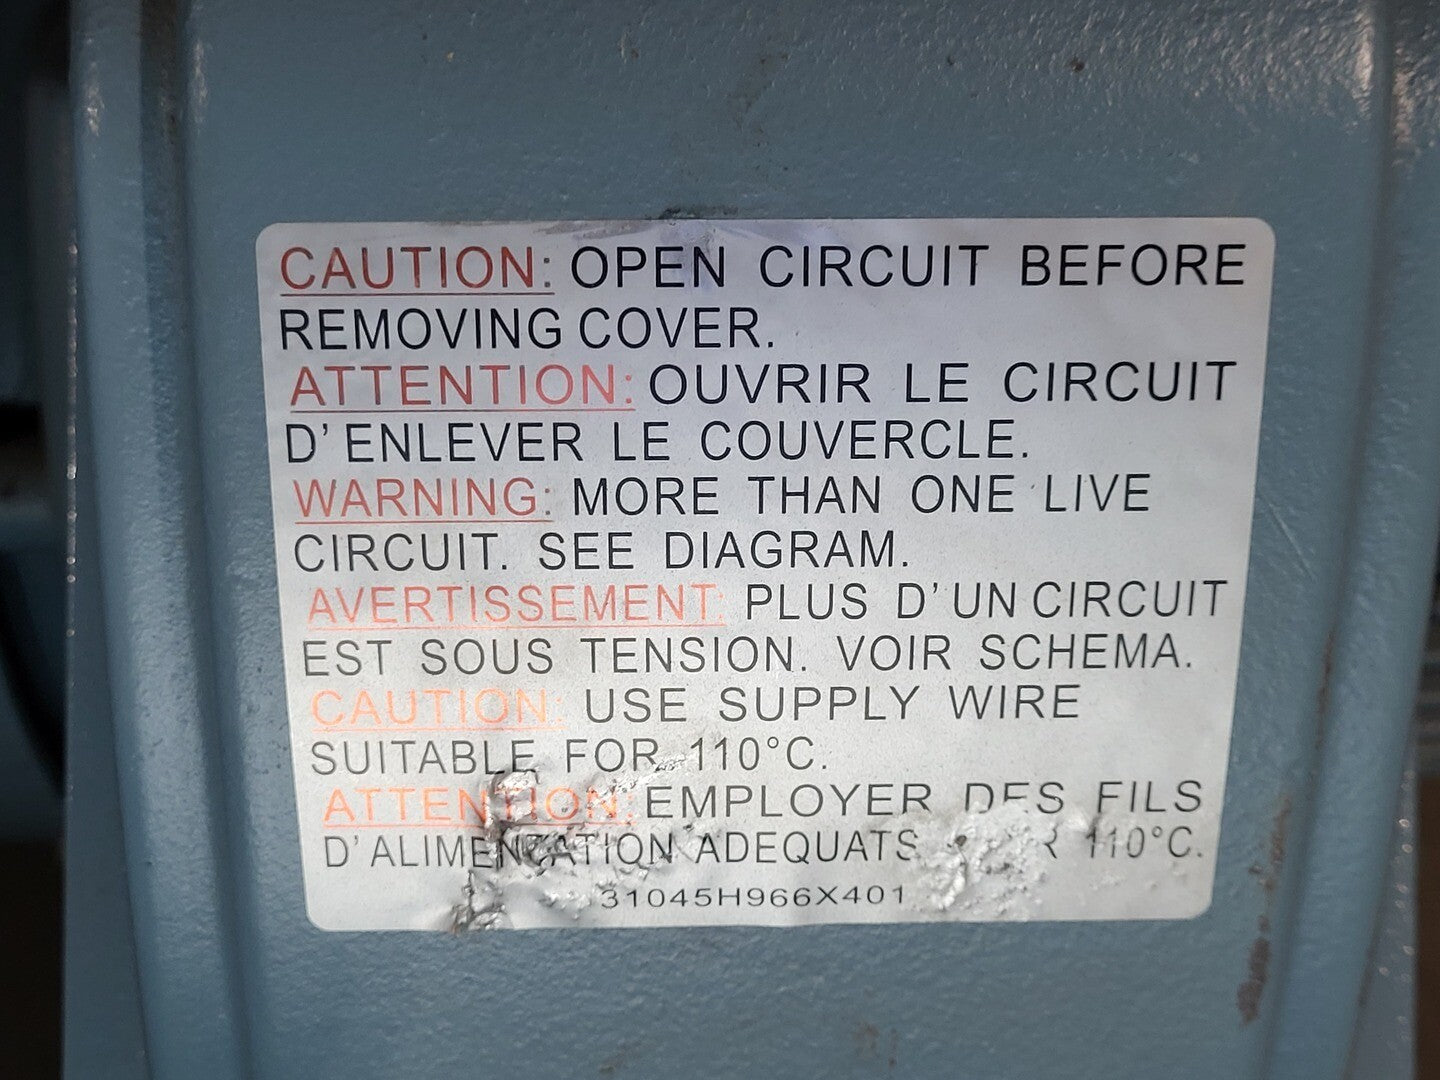 CAUTION: OPEN CIRCUIT BEFORE
REMOVING COVER.
ATTENTION: OUVRIR LE CIRCUIT
D'ENLEVER LE COUVERCLE.
WARNING: MORE THAN ONE LIVE
CIRCUIT. SEE DIAGRAM.
AVERTISSEMENT: PLUS D'UN CIRCUIT
EST SOUS TENSION. VOIR SCHEMA.
CAUTION: USE SUPPLY WIRE
SUITABLE FOR 110°C.
ATTENTION: EMPLOYER DES FILS
D'ALIMENTATION ADEQUATS 110°C.
31045H966X401